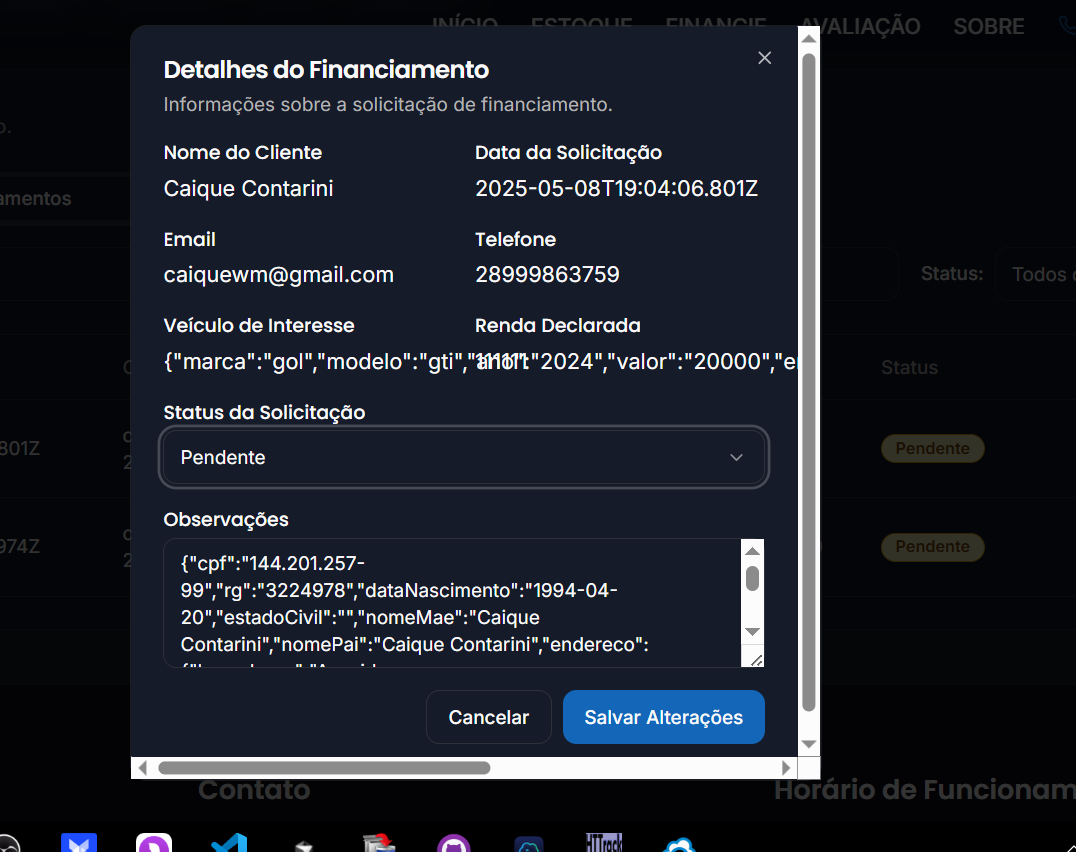 INÍCIO ESTOQUE FINANCIE AVALIAÇÃO SOBRE
Detalhes do Financiamento
Informações sobre a solicitação de financiamento.
Nome do Cliente
Caique Contarini
Data da Solicitação
2025-05-08T19:04:06.801Z
Email
caiquewm@gmail.com
Telefone
28999863759
Veículo de Interesse
{"marca":"gol","modelo":"gti","ano":"2024","valor":"20000","e
Renda Declarada
Status da Solicitação
Pendente
Observações
{"cpf":"144.201.257-
99","rg":"3224978","dataNascimento":"1994-04-
20","estadoCivil":"","nomeMae":"Caique
Contarini","nomePai":"Caique Contarini","endereco":
Cancelar
Salvar Alterações
o.
amentos
Status:
Todos
Status
801Z
Pendente
974Z
Pendente
Contato
Horário de Funcionam
HTTrack